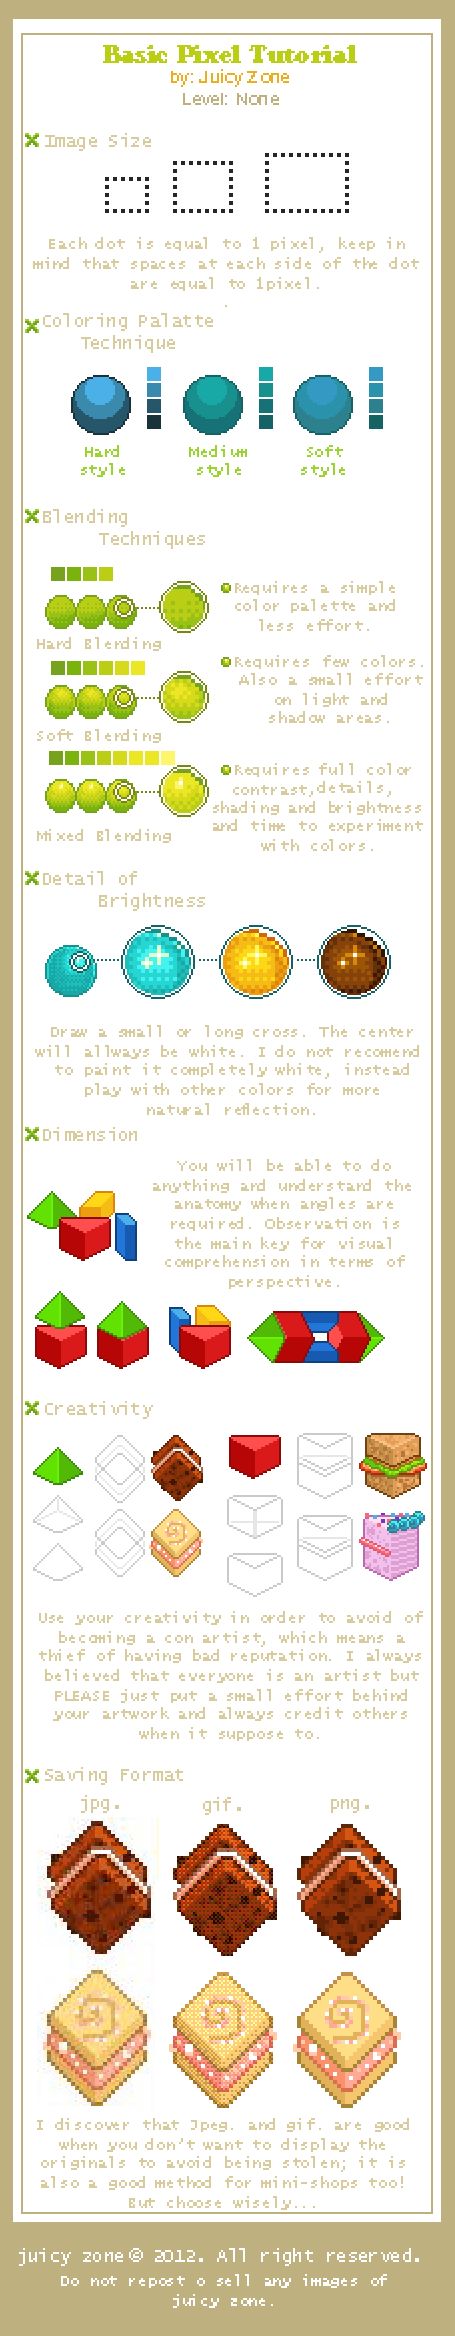 Basic Pixel Tutorial
by: Juicy Zone
Level: None
Image Size
Each dot is equal to 1 pixel, keep in
mind that spaces at each side of the dot
are equal to 1pixel.
.
Coloring Palatte
Technique
Hard style
Medium style
Soft style
Blending
Techniques
Requires a simple
color palette and
less effort.
Hard Blending
Requires few colors.
Also a small effort
on light and
shadow areas.
Soft Blending
Requires full color
contrast,details,
shading and brightness
and time to experiment
with colors.
Mixed Blending
Detail of
Brightness
Draw a small or long cross. The center
will allways be white. I do not recomend
to paint it completely white, instead
play with other colors for more
natural reflection.
Dimension
You will be able to do
anything and understand the
anatomy when angles are
required. Observation is
the main key for visual
comprehension in terms of
perspective.
Creativity
Use your creativity in order to avoid of
becoming a con artist, which means a
thief of having bad reputation. I always
believed that everyone is an artist but
PLEASE just put a small effort behind
your artwork and always credit others
when it suppose to.
Saving Format
jpg. gif. png.
I discover that Jpeg. and gif. are good
when you don't want to display the
originals to avoid being stolen; it is
also a good method for mini-shops too!
But choose wisely...
juicy zone© 2012. All right reserved.
Do not repost o sell any images of
juicy zone.